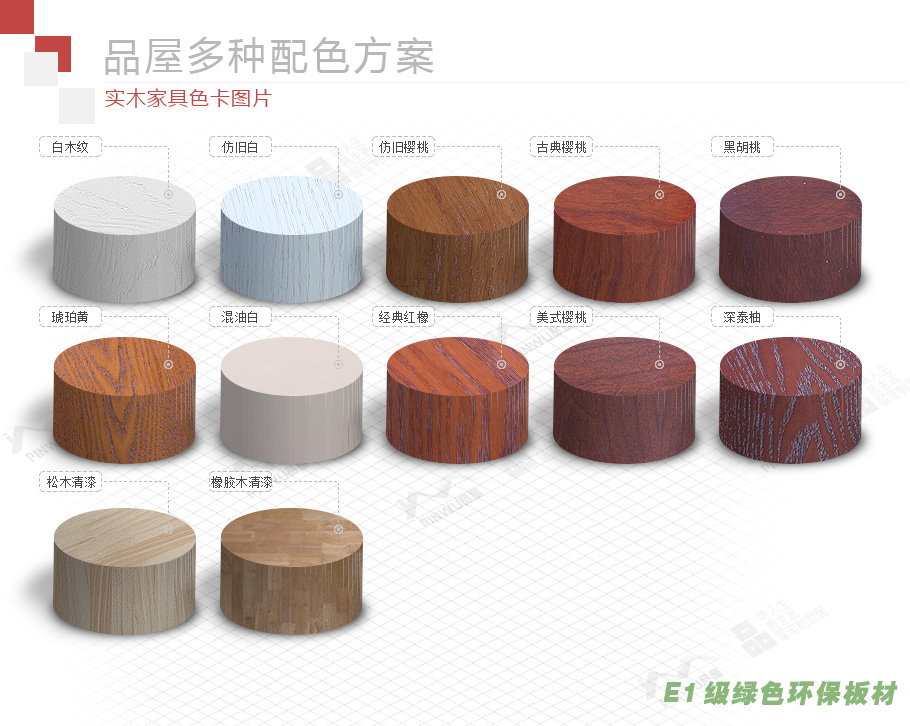 品屋多种配色方案
实木家具色卡图片
白木纹
仿旧白
仿旧樱桃
古典樱桃
黑胡桃
琥珀黄
混油白
经典红橡
美式樱桃
深泰柚
松木清漆
橡胶木清漆
E1级绿色环保板材